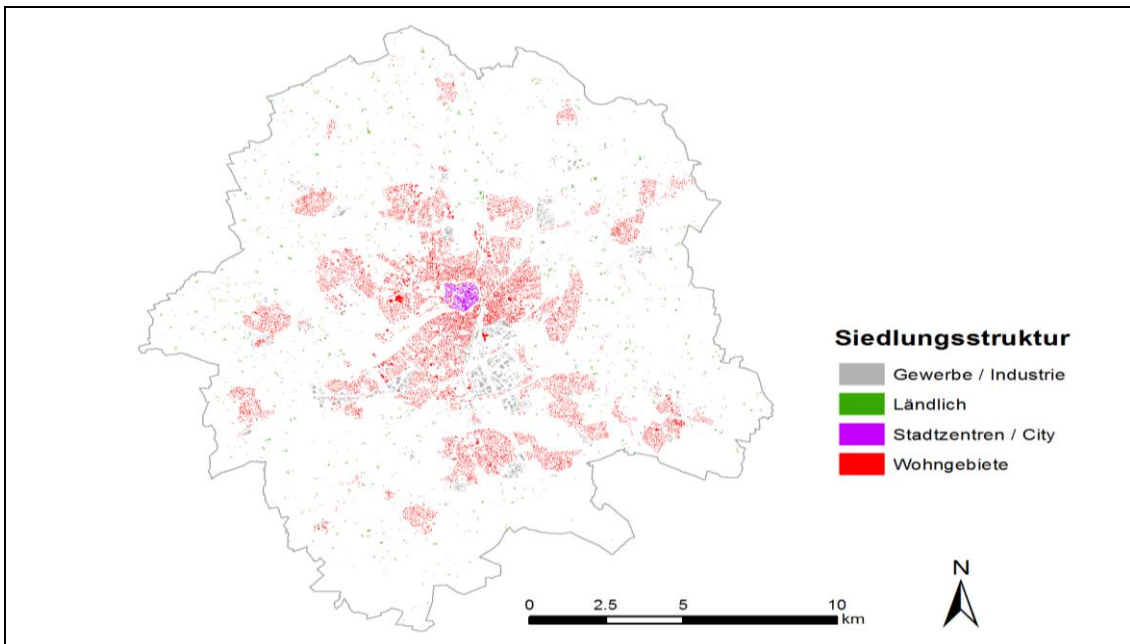 Siedlungsstruktur
Gewerbe / Industrie
Ländlich
Stadtzentren / City
Wohngebiete
N
0 2.5 5 10
km